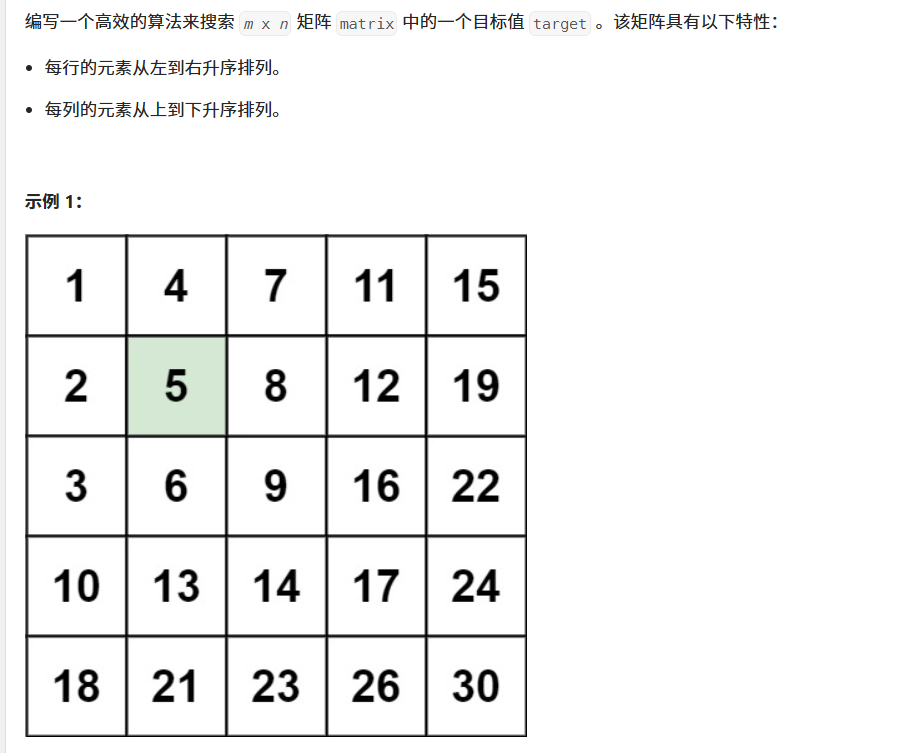 编写一个高效的算法来搜索 m x n 矩阵 matrix 中的一个目标值 target 。该矩阵具有以下特性：
• 每行的元素从左到右升序排列。
• 每列的元素从上到下升序排列。
示例 1：
1 4 7 11 15
2 5 8 12 19
3 6 9 16 22
10 13 14 17 24
18 21 23 26 30